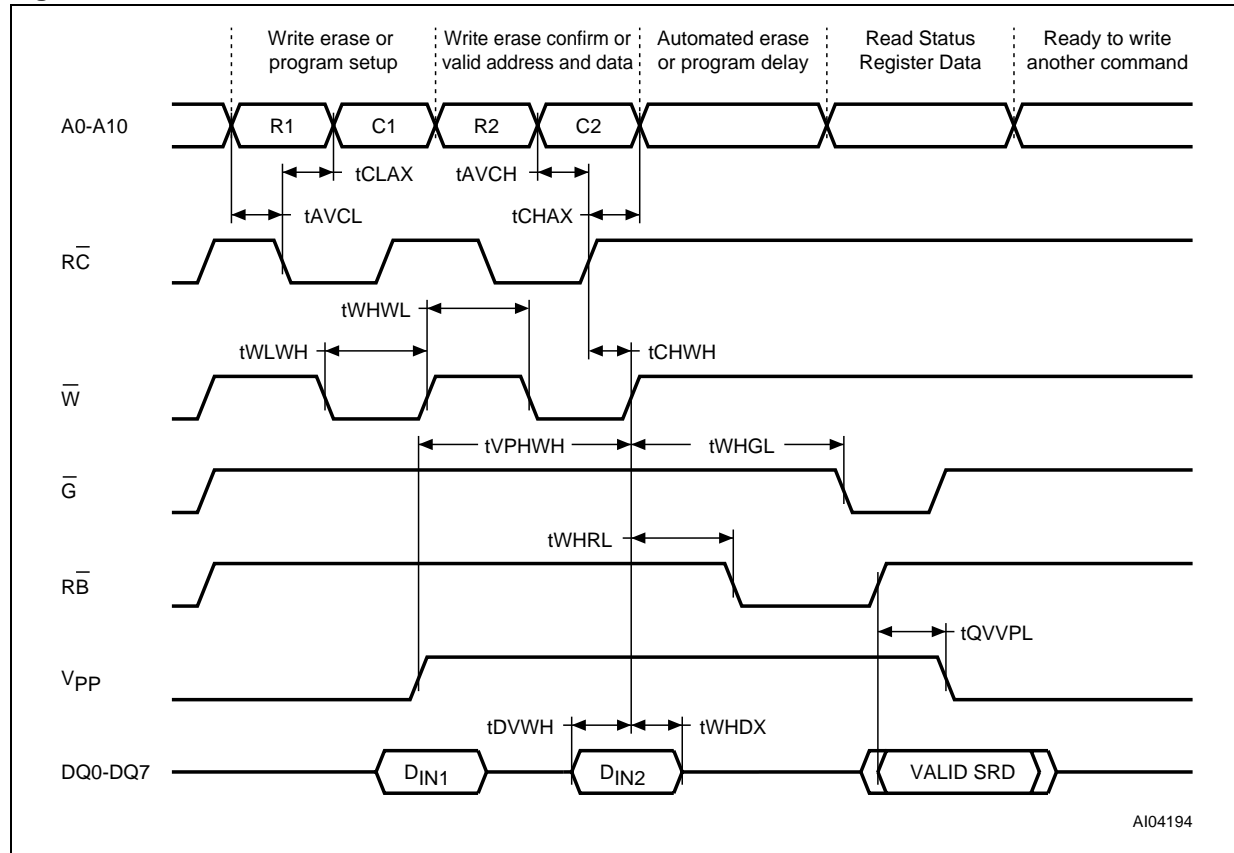 Write erase or
program setup
Write erase confirm or
valid address and data
Automated erase
or program delay
Read Status
Register Data
Ready to write
another command
A0-A10
R1
C1
R2
C2
tCLAX
tAVCH
tAVCL
tCHAX
RC̅
tWHWL
tWLWH
tCHWH
W̅
tVPHWH
tWHGL
G̅
tWHRL
RB̅
tQVVPL
VPP
tDVWH
tWHDX
DQ0-DQ7
DIN1
DIN2
VALID SRD
AI04194